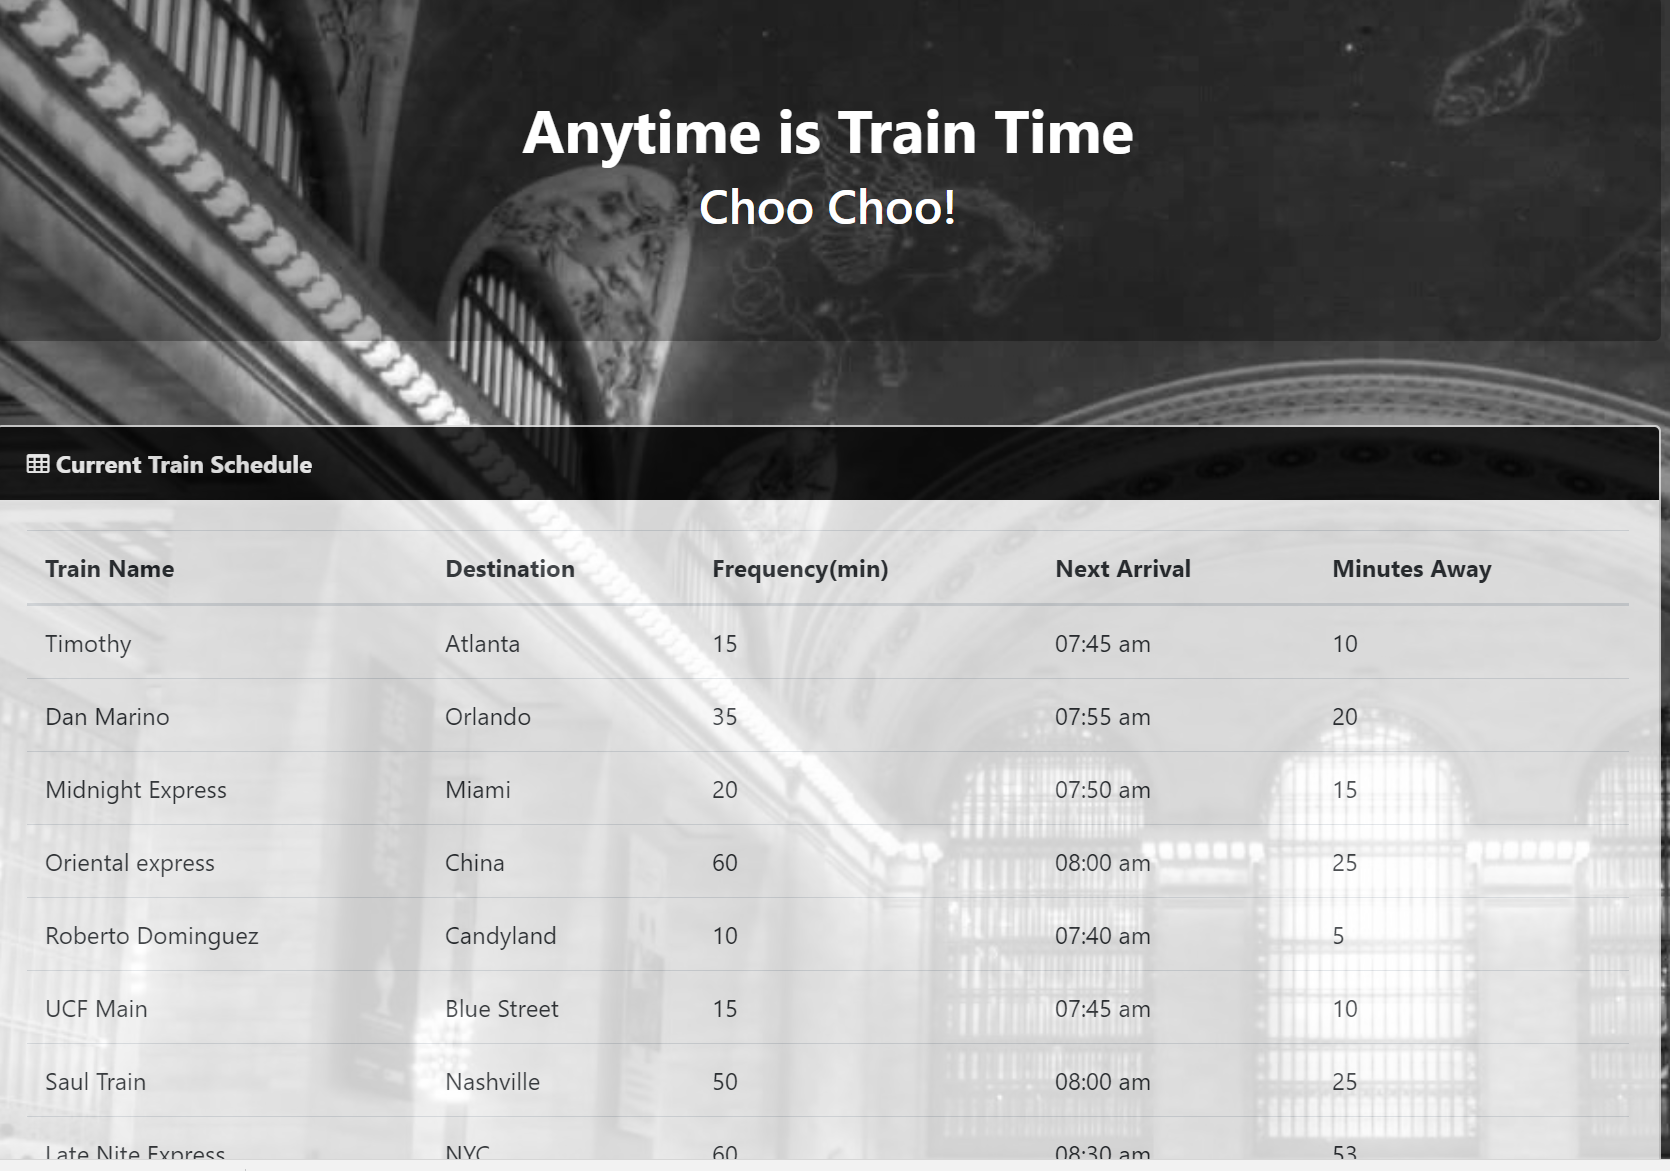 Anytime is Train Time
Choo Choo!
Current Train Schedule
Train Name Destination Frequency(min) Next Arrival Minutes Away
Timothy Atlanta 15 07:45 am 10
Dan Marino Orlando 35 07:55 am 20
Midnight Express Miami 20 07:50 am 15
Oriental express China 60 08:00 am 25
Roberto Dominguez Candyland 10 07:40 am 5
UCF Main Blue Street 15 07:45 am 10
Saul Train Nashville 50 08:00 am 25
Late Nite Express NYC 60 08:30 am 53